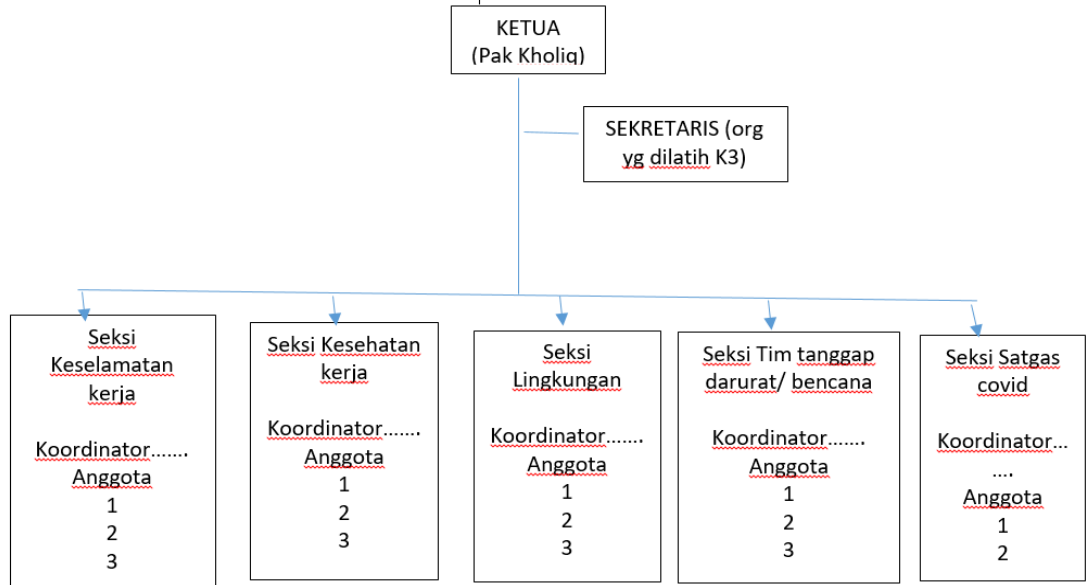 KETUA
(Pak Kholiq)
SEKRETARIS (org
yg dilatih K3)
Seksi
Keselamatan
kerja
Koordinator.......
Anggota
1
2
3
Seksi Kesehatan
kerja
Koordinator.......
Anggota
1
2
3
Seksi
Lingkungan
Koordinator.......
Anggota
1
2
3
Seksi Tim tanggap
darurat/ bencana
Koordinator.......
Anggota
1
2
3
Seksi Satgas
covid
Koordinator...
....
Anggota
1
2